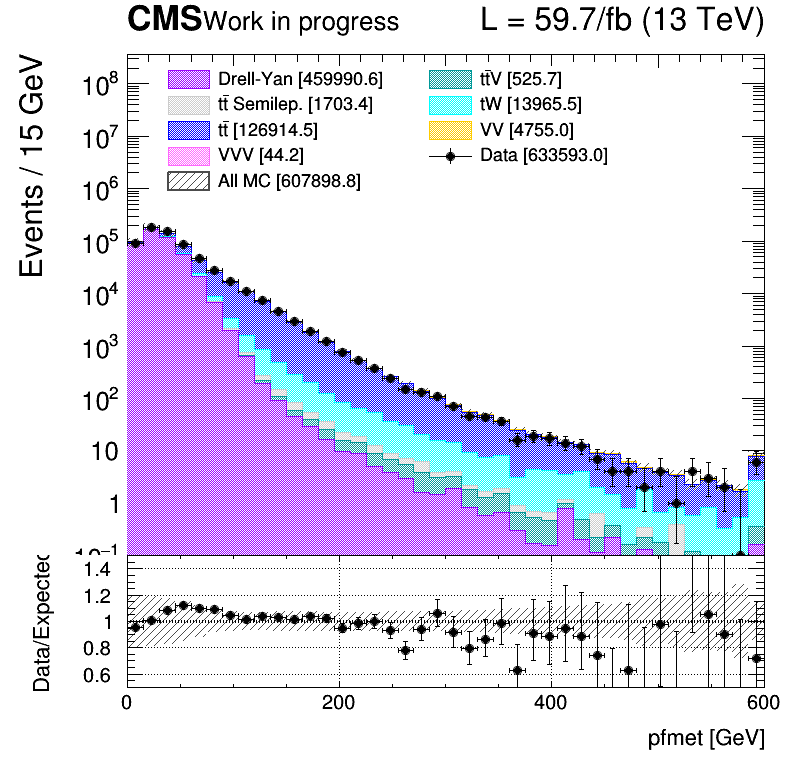 CMS Work in progress L = 59.7/fb (13 TeV)
Events / 15 GeV
Drell-Yan [459990.6]
tt̄ Semilep. [1703.4]
tt̄ [126914.5]
VVV [44.2]
All MC [607898.8]
tt̄V [525.7]
tW [13965.5]
VV [4755.0]
Data [633593.0]
10⁸
10⁷
10⁶
10⁵
10⁴
10³
10²
10
1
10⁻¹
Data/Expected
1.4
1.2
1
0.8
0.6
0 200 400 600
pfmet [GeV]